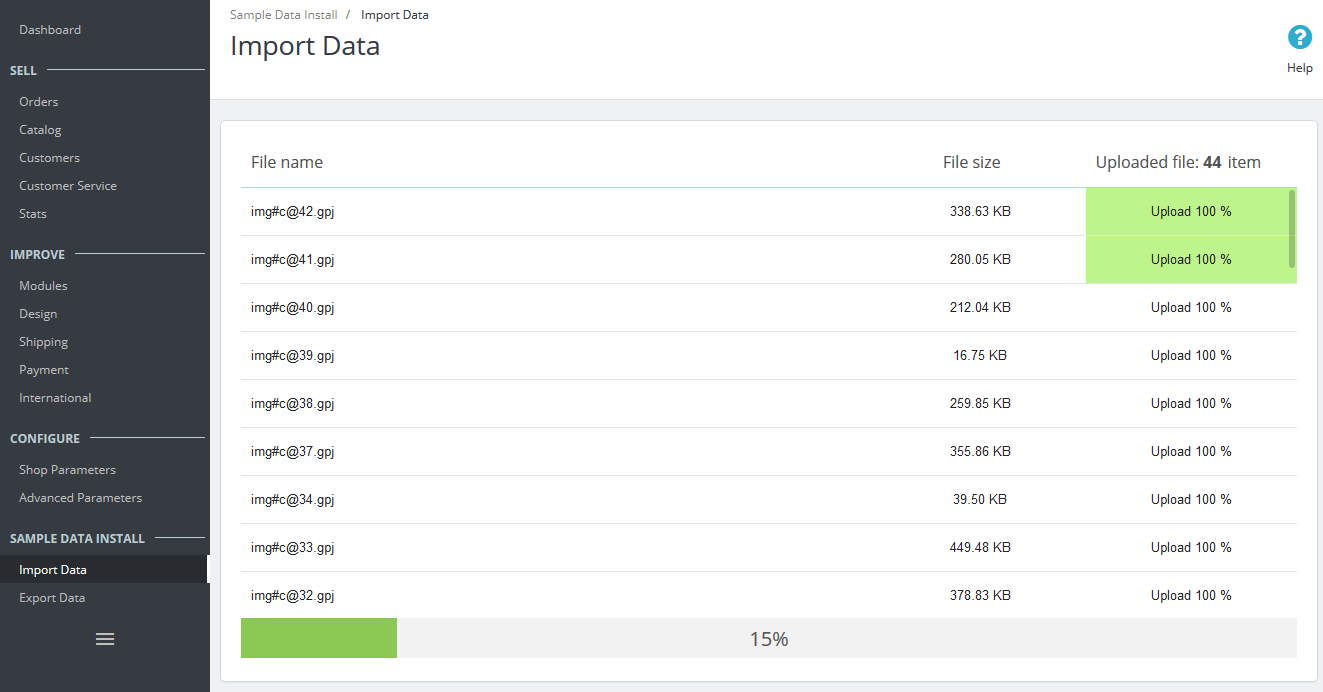 Dashboard
SELL
Orders
Catalog
Customers
Customer Service
Stats
IMPROVE
Modules
Design
Shipping
Payment
International
CONFIGURE
Shop Parameters
Advanced Parameters
SAMPLE DATA INSTALL
Import Data
Export Data
Sample Data Install / Import Data
Import Data
Help
File name File size Uploaded file: 44 item
img#c@42.gpj 338.63 KB Upload 100 %
img#c@41.gpj 280.05 KB Upload 100 %
img#c@40.gpj 212.04 KB Upload 100 %
img#c@39.gpj 16.75 KB Upload 100 %
img#c@38.gpj 259.85 KB Upload 100 %
img#c@37.gpj 355.86 KB Upload 100 %
img#c@34.gpj 39.50 KB Upload 100 %
img#c@33.gpj 449.48 KB Upload 100 %
img#c@32.gpj 378.83 KB Upload 100 %
15%